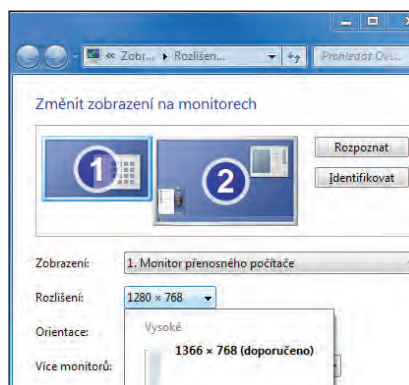 « Zobr... ▸ Rozlišen...
Prohledat Ovl...
Změnit zobrazení na monitorech
1
2
Rozpoznat
Identifikovat
Zobrazení:
1. Monitor přenosného počítače
Rozlišení:
1280 × 768
Orientace:
Vysoké
1366 × 768 (doporučeno)
Více monitorů: